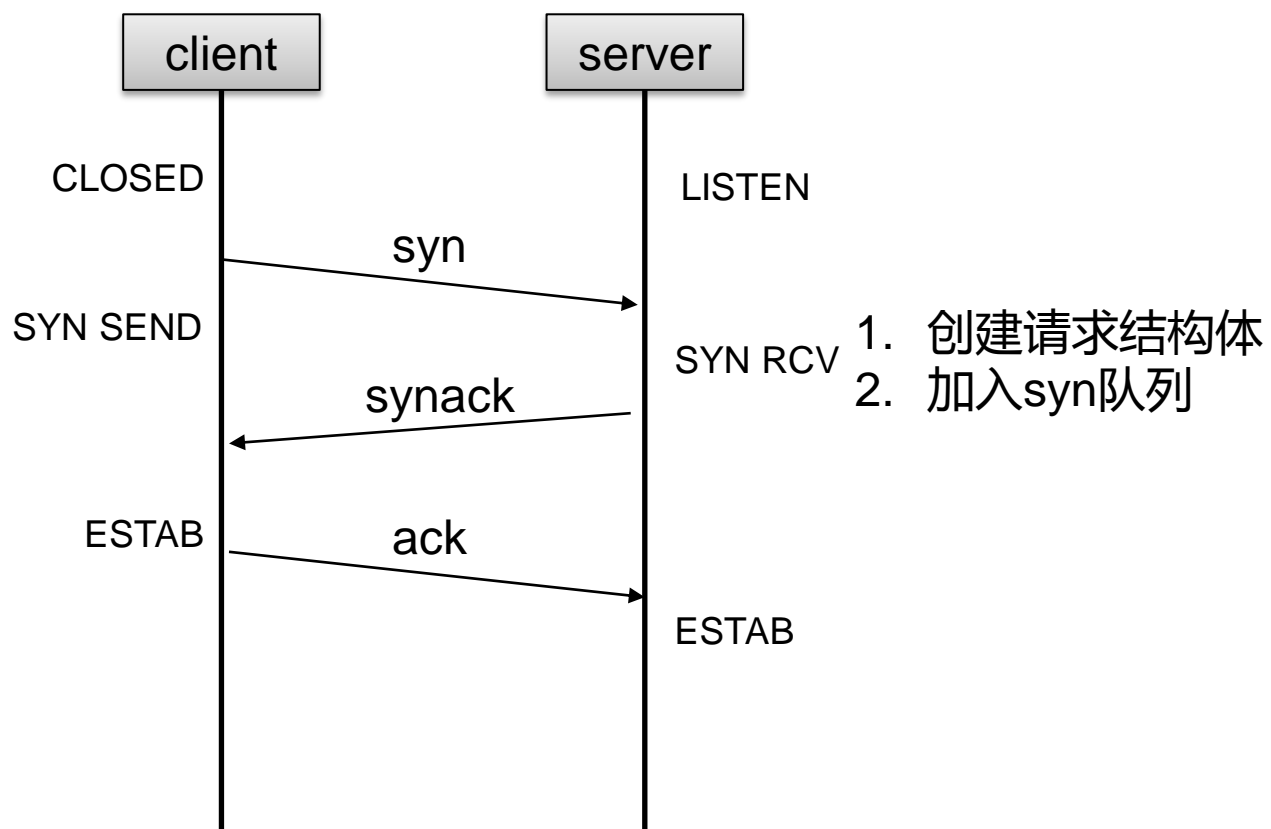 client
server
CLOSED
LISTEN
syn
SYN SEND
SYN RCV
1. 创建请求结构体
2. 加入syn队列
synack
ESTAB
ack
ESTAB